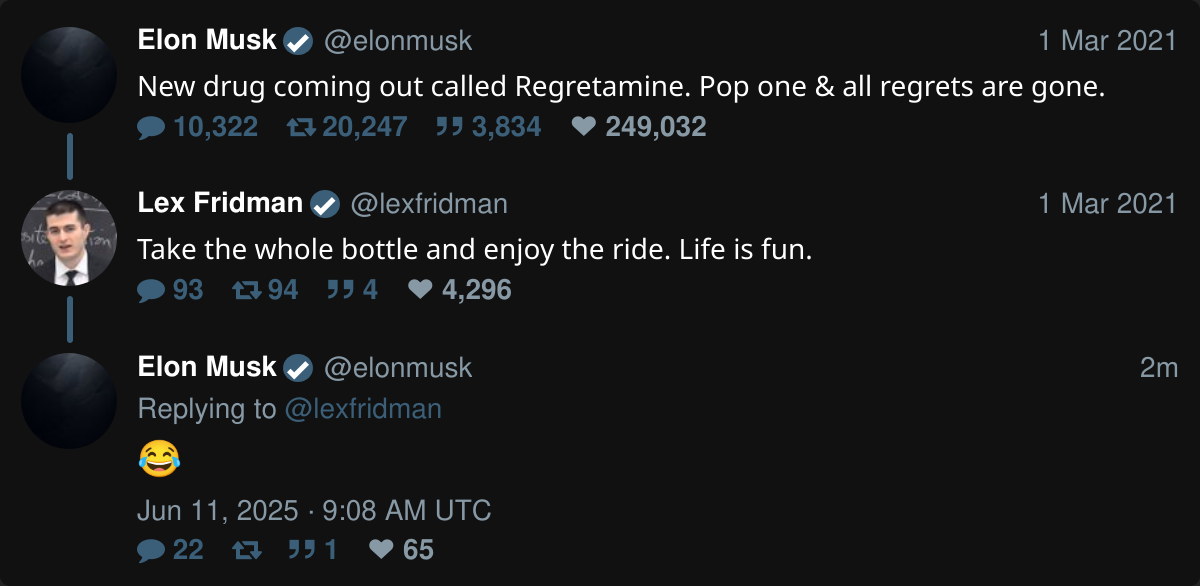 Elon Musk @elonmusk 1 Mar 2021
New drug coming out called Regretamine. Pop one & all regrets are gone.
10,322 20,247 3,834 249,032
Lex Fridman @lexfridman 1 Mar 2021
Take the whole bottle and enjoy the ride. Life is fun.
93 94 4 4,296
Elon Musk @elonmusk 2m
Replying to @lexfridman
😂
Jun 11, 2025 · 9:08 AM UTC
22 1 65